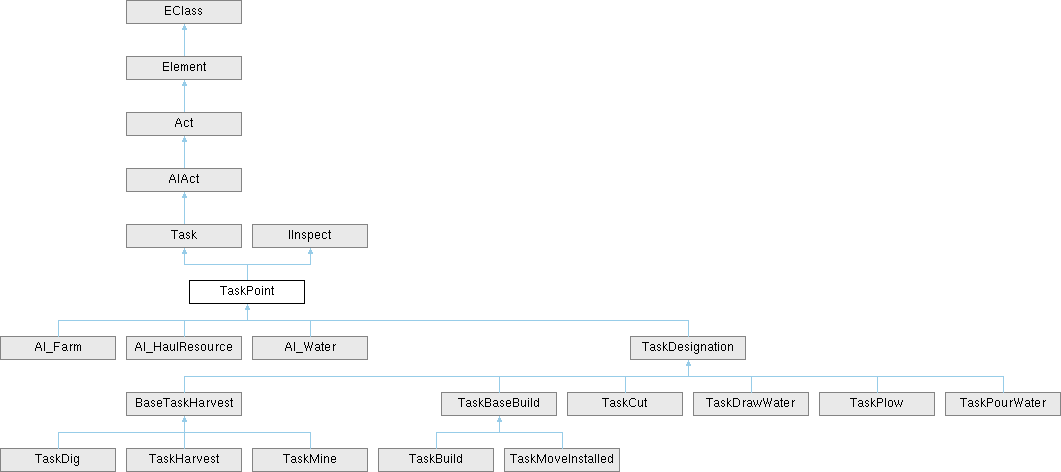 EClass
Element
Act
AIAct
Task
IInspect
TaskPoint
AI_Farm
AI_HaulResource
AI_Water
TaskDesignation
BaseTaskHarvest
TaskBaseBuild
TaskCut
TaskDrawWater
TaskPlow
TaskPourWater
TaskDig
TaskHarvest
TaskMine
TaskBuild
TaskMoveInstalled